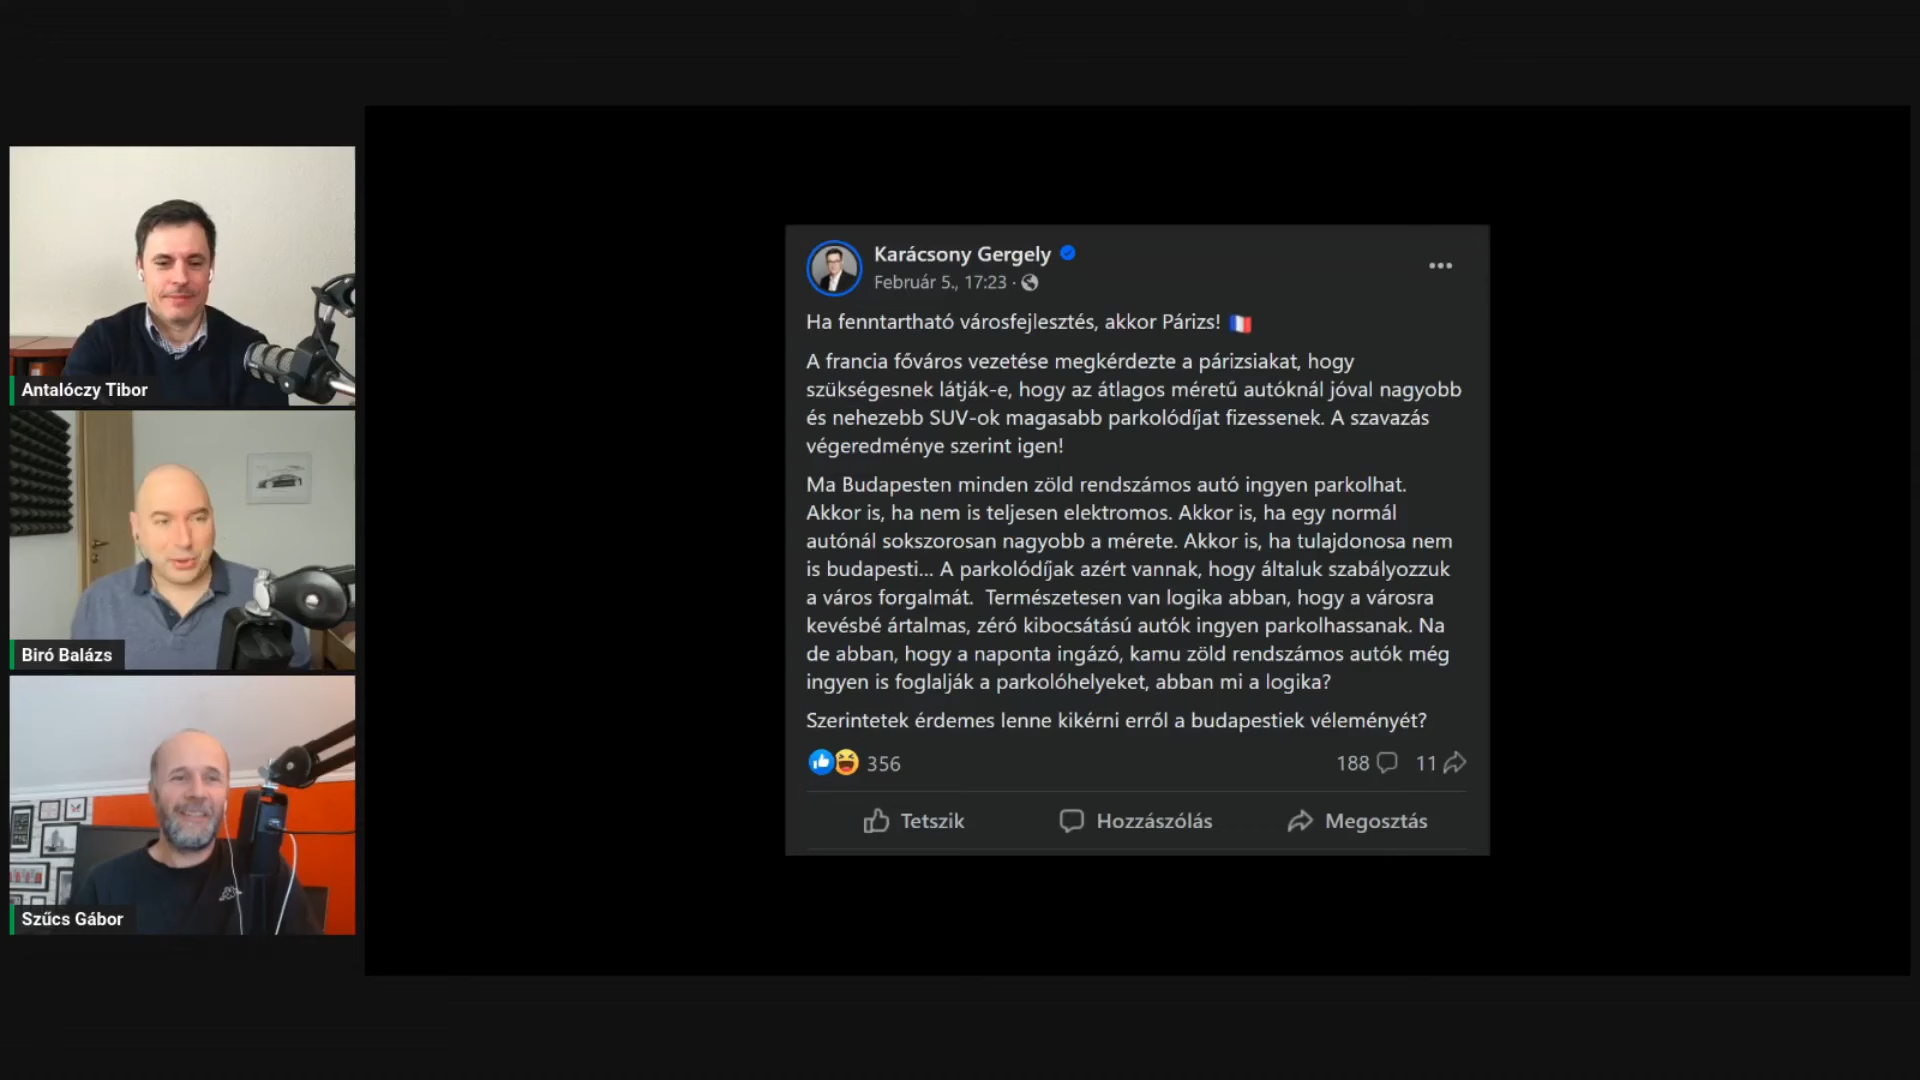 Antalóczy Tibor
Biró Balázs
Szűcs Gábor
Karácsony Gergely
Február 5., 17:23 ·
Ha fenntartható városfejlesztés, akkor Párizs! 🇫🇷
A francia főváros vezetése megkérdezte a párizsiakat, hogy
szükségesnek látják-e, hogy az átlagos méretű autóknál jóval nagyobb
és nehezebb SUV-ok magasabb parkolódíjat fizessenek. A szavazás
végeredménye szerint igen!
Ma Budapesten minden zöld rendszámos autó ingyen parkolhat.
Akkor is, ha nem is teljesen elektromos. Akkor is, ha egy normál
autónál sokszorosan nagyobb a mérete. Akkor is, ha tulajdonosa nem
is budapesti... A parkolódíjak azért vannak, hogy általuk szabályozzuk
a város forgalmát.  Természetesen van logika abban, hogy a városra
kevésbé ártalmas, zéró kibocsátású autók ingyen parkolhassanak. Na
de abban, hogy a naponta ingázó, kamu zöld rendszámos autók még
ingyen is foglalják a parkolóhelyeket, abban mi a logika?
Szerintetek érdemes lenne kikérni erről a budapestiek véleményét?
356
188
11
Tetszik
Hozzászólás
Megosztás